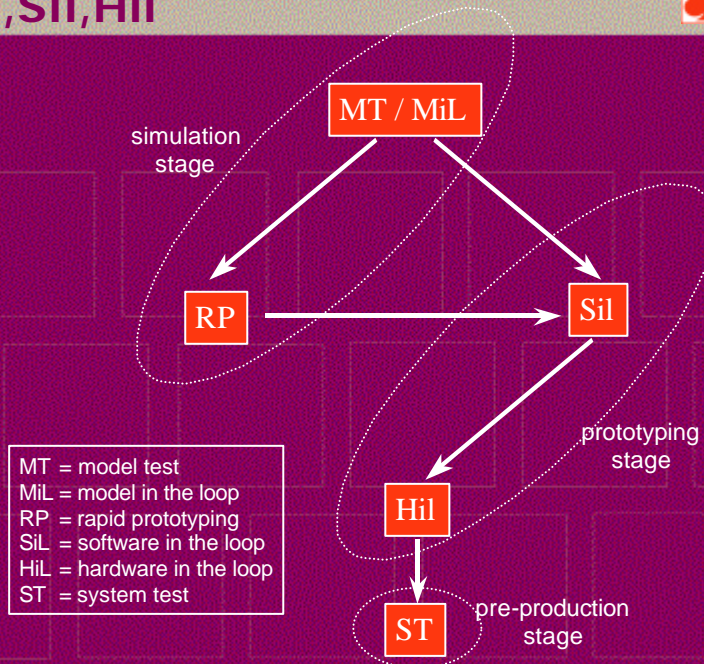 ,Sil,Hil
MT / MiL
simulation
stage
RP
Sil
prototyping
stage
MT = model test
MiL = model in the loop
RP = rapid prototyping
SiL = software in the loop
HiL = hardware in the loop
ST = system test
Hil
ST
pre-production
stage